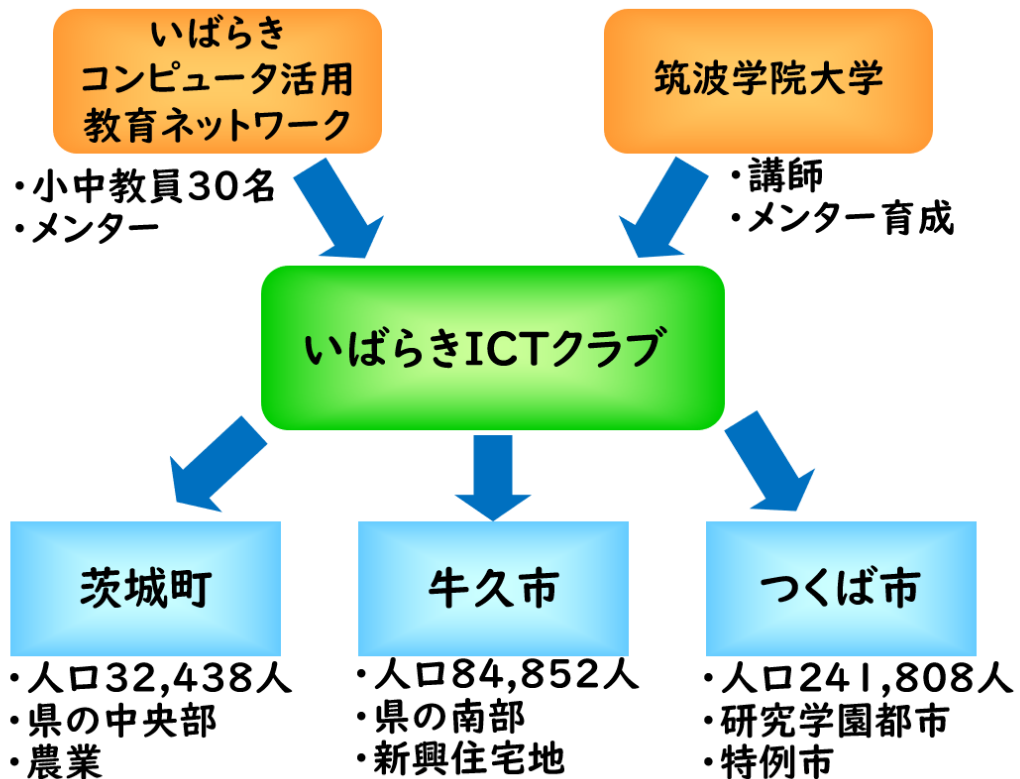 いばらき
コンピュータ活用
教育ネットワーク
・小中教員30名
・メンター
筑波学院大学
・講師
・メンター育成
いばらきICTクラブ
茨城町
・人口32,438人
・県の中央部
・農業
牛久市
・人口84,852人
・県の南部
・新興住宅地
つくば市
・人口241,808人
・研究学園都市
・特例市